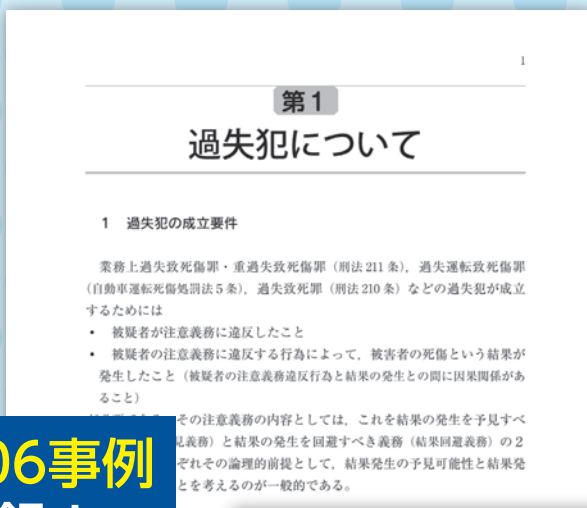 1
第1
過失犯について
1 過失犯の成立要件
業務上過失致死傷罪・重過失致死傷罪（刑法211条），過失運転致死傷罪
（自動車運転死傷処罰法5条），過失致死罪（刑法210条）などの過失犯が成立
するためには
• 被疑者が注意義務に違反したこと
• 被疑者の注意義務に違反する行為によって，被害者の死傷という結果が
発生したこと（被疑者の注意義務違反行為と結果の発生との間に因果関係があ
ること）
その注意義務の内容としては，これを結果の発生を予見すべ
見義務）と結果の発生を回避すべき義務（結果回避義務）の2
ぞれその論理的前提として，結果発生の予見可能性と結果発
とを考えるのが一般的である。
06事例